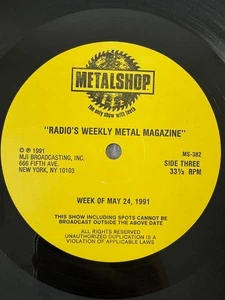 METALSHOP
the only show with teeth
"RADIO'S WEEKLY METAL MAGAZINE"
© ℗ 1991
MJI BROADCASTING, INC.
666 FIFTH AVE.
NEW YORK, NY 10103
MS-382
SIDE THREE
33⅓ RPM
WEEK OF MAY 24, 1991
THIS SHOW INCLUDING SPOTS CANNOT BE
BROADCAST OUTSIDE THE ABOVE DATE
ALL RIGHTS RESERVED
UNAUTHORIZED DUPLICATION IS A
VIOLATION OF APPLICABLE LAWS